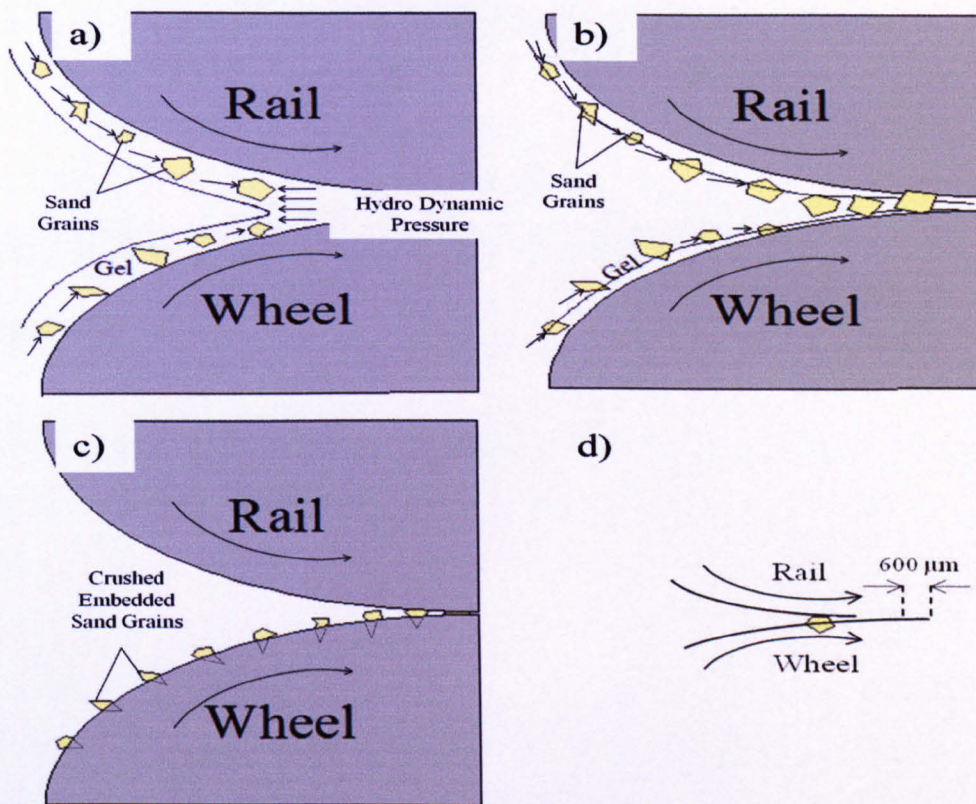 a)
Rail
Sand
Grains
Hydro Dynamic
Pressure
Gel
Wheel
b)
Rail
Sand
Grains
Gel
Wheel
c)
Rail
Crushed
Embedded
Sand Grains
Wheel
d)
600 µm
Rail
Wheel